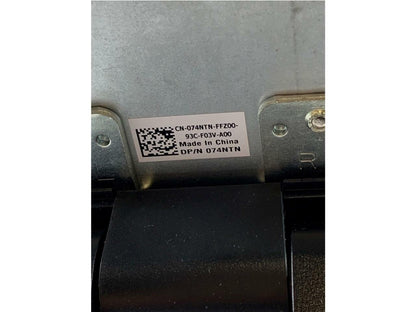 CN-074NTN-FFZ00-
93C-F03V-A00
Made In China
DP/N 074NTN
R